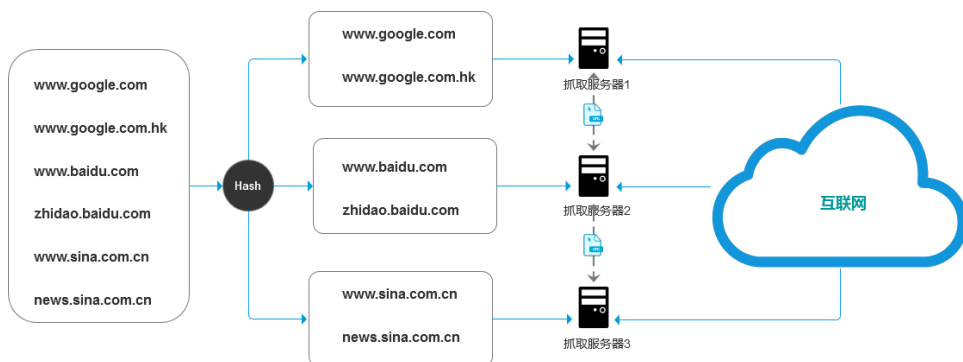 www.google.com
www.google.com.hk
www.baidu.com
zhidao.baidu.com
www.sina.com.cn
news.sina.com.cn
Hash
www.google.com
www.google.com.hk
www.baidu.com
zhidao.baidu.com
www.sina.com.cn
news.sina.com.cn
抓取服务器1
URL
抓取服务器2
URL
抓取服务器3
互联网